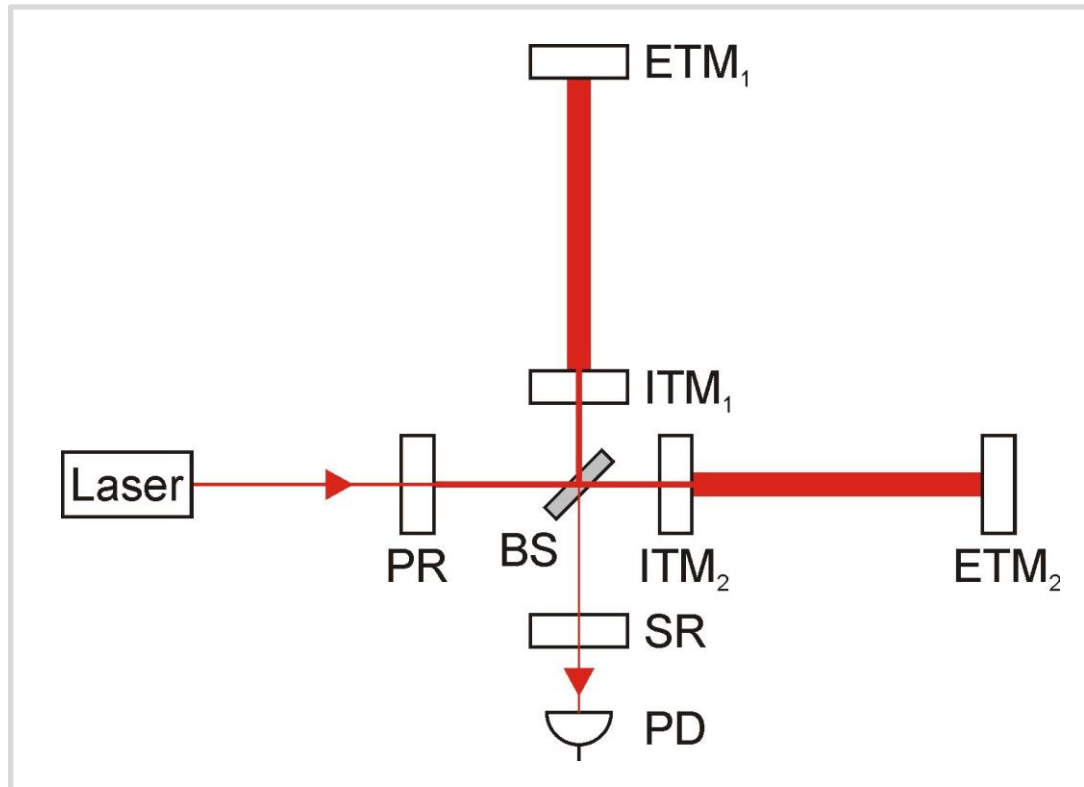 ETM₁
ITM₁
Laser
PR
BS
ITM₂
ETM₂
SR
PD